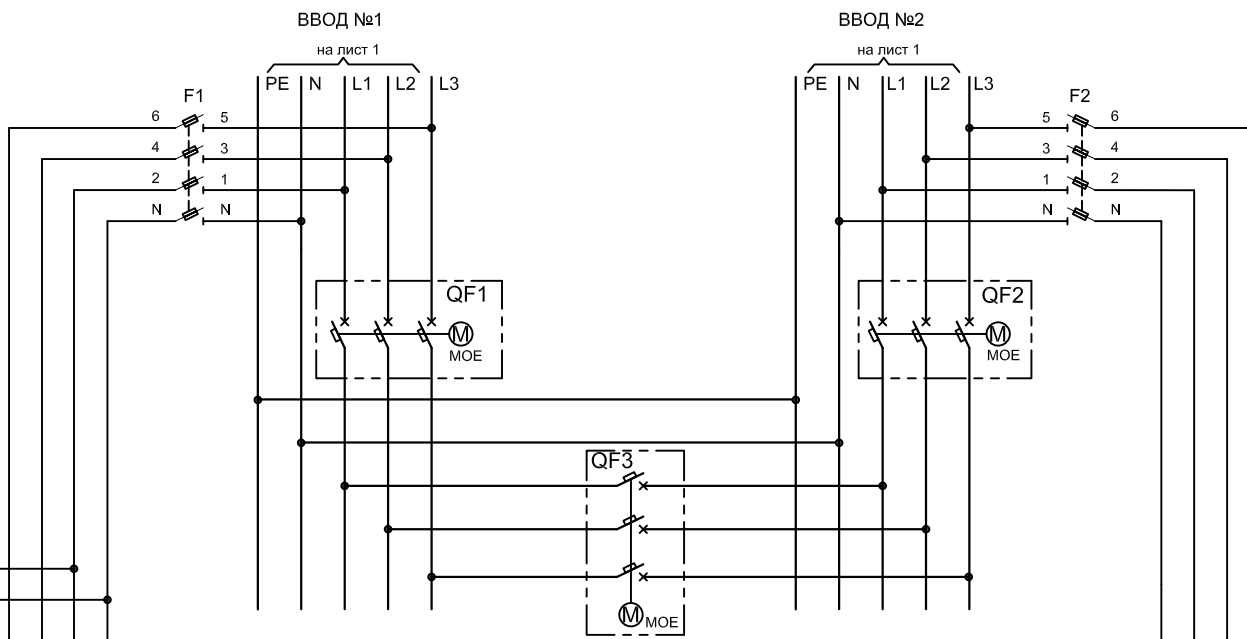 ВВОД №1
ВВОД №2
на лист 1
на лист 1
PE N L1 L2 L3
PE N L1 L2 L3
F1
F2
6 5
5 6
4 3
3 4
2 1
1 2
N N
N N
QF1
QF2
M
M
MOE
MOE
QF3
M
MOE